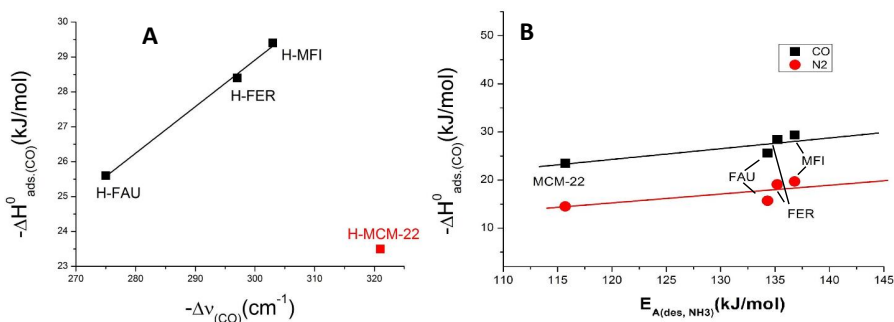 A
30
29
28
27
26
25
24
23
270
280
290
300
310
320
H-MFI
H-FER
H-FAU
H-MCM-22
-ΔH⁰ads.(CO)(kJ/mol)
-Δν(CO)(cm⁻¹)
B
CO
N2
50
40
30
20
10
110
115
120
125
130
135
140
145
MCM-22
FAU
MFI
FER
-ΔH⁰ads.(CO)(kJ/mol)
EA(des, NH3)(kJ/mol)